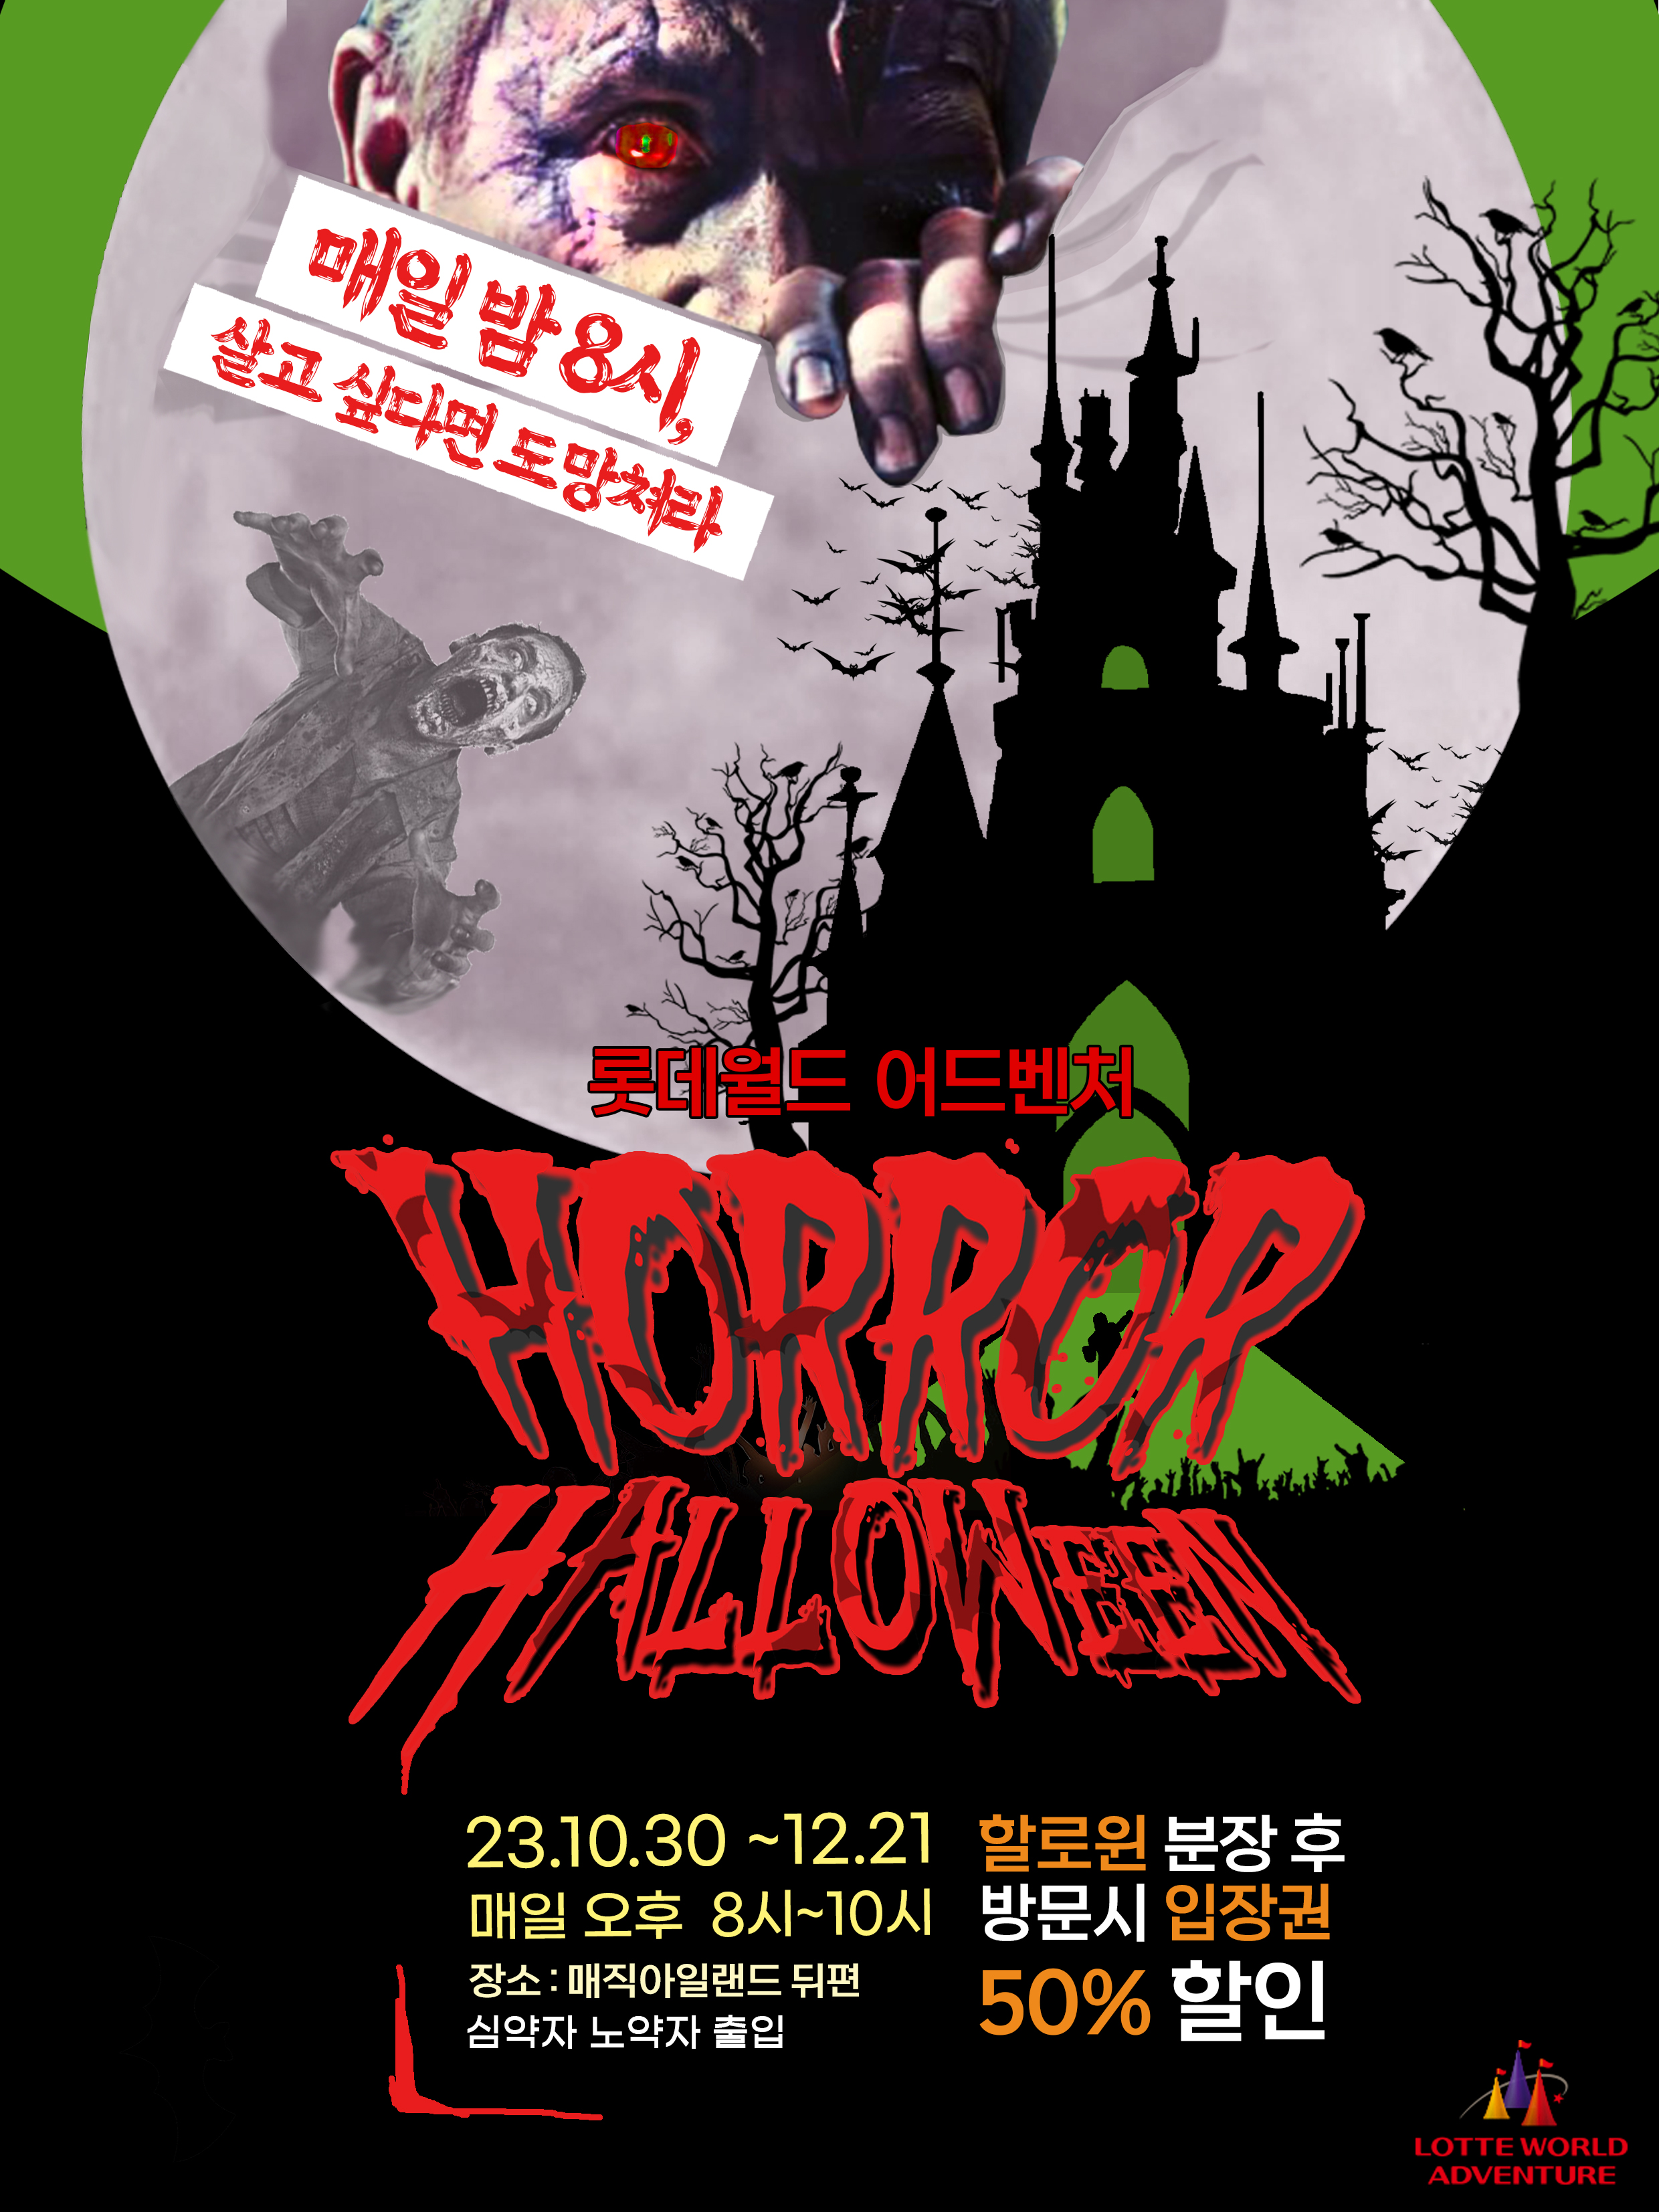 매일 밤 8시,
살고 싶다면 도망쳐라
롯데월드 어드벤처
HORROR
HALLOWEEN
23.10.30 ~12.21
매일 오후 8시~10시
장소 : 매직아일랜드 뒤편
심약자 노약자 출입
할로윈 분장 후
방문시 입장권
50% 할인
LOTTE WORLD
ADVENTURE